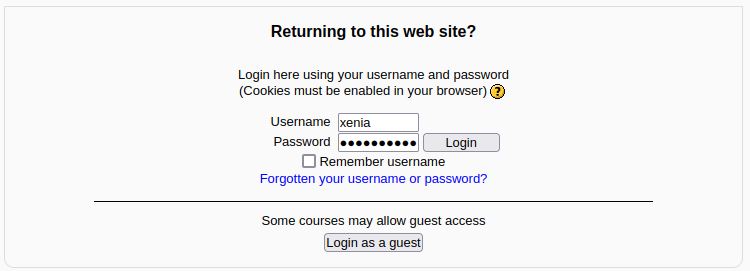 Returning to this web site?
Login here using your username and password
(Cookies must be enabled in your browser) ?
Username xenia
Password ●●●●●●●●●● Login
Remember username
Forgotten your username or password?
Some courses may allow guest access
Login as a guest